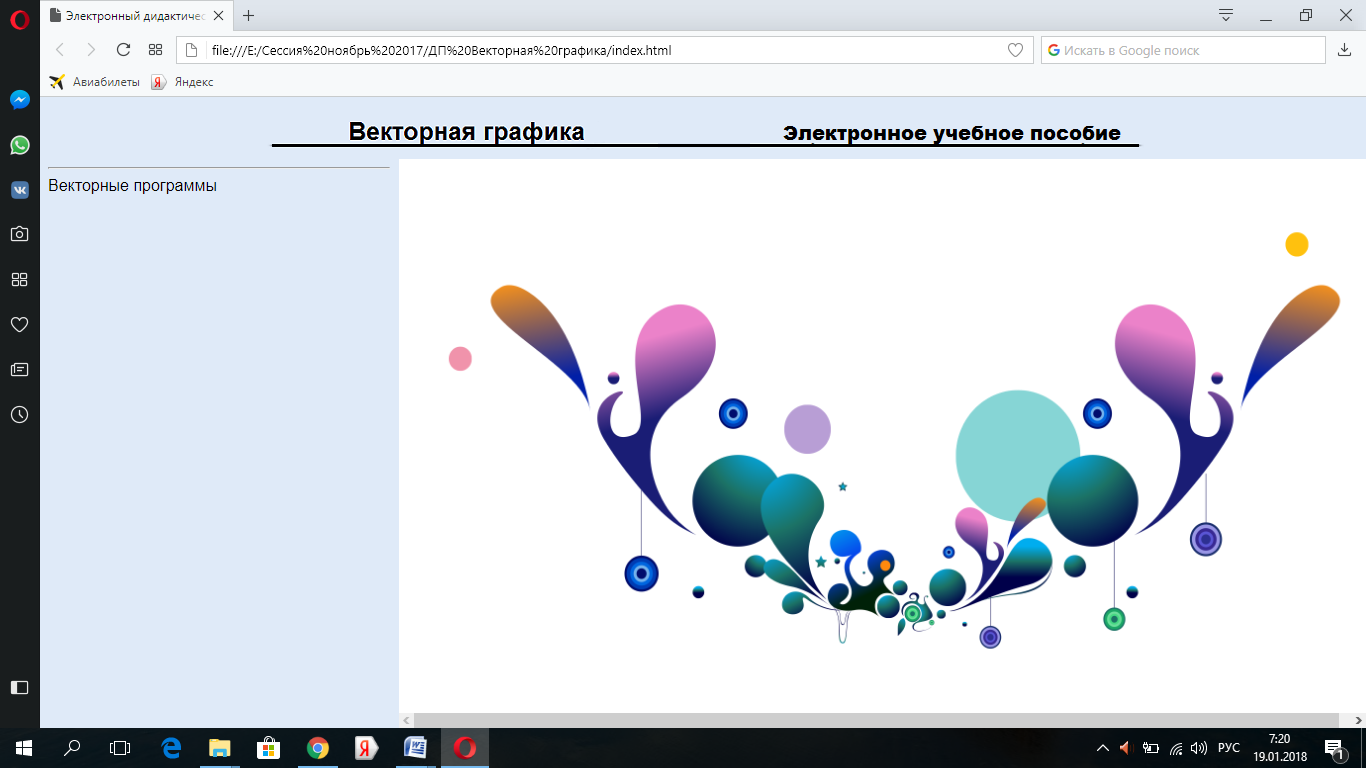 Электронный дидактичес
file:///E:/Сессия%20ноябрь%202017/ДП%20Векторная%20графика/index.html
Искать в Google поиск
Авиабилеты Яндекс
Векторная графика Электронное учебное пособие
Векторные программы
РУС
7:20
19.01.2018
1